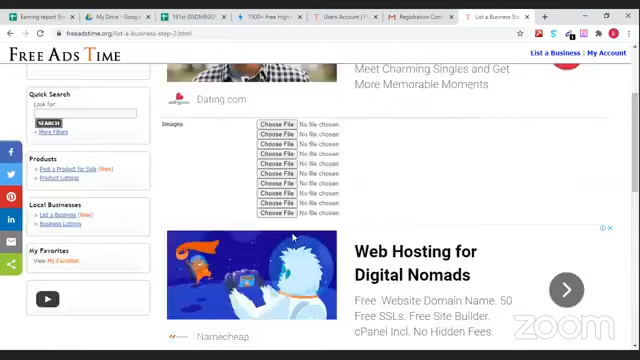 Earning report S
My Drive - Goog
191st (03DMBGD)
1500+ Free High
Users Account | F
Registration Conf
List a Business St
freeadstime.org/list-a-business-step-2.html
FREE ADS TIME
List a Business | My Account
Meet Charming Singles and Get
More Memorable Moments
Dating.com
Quick Search
Look for:
SEARCH
> More Filters
Products
> Post a Product for Sale (New)
> Product Listings
Local Businesses
> List a Business (New)
> Business Listings
My Favorites
View My Favorites
Images
Choose File No file chosen
Choose File No file chosen
Choose File No file chosen
Choose File No file chosen
Choose File No file chosen
Choose File No file chosen
Choose File No file chosen
Choose File No file chosen
Choose File No file chosen
Choose File No file chosen
Web Hosting for
Digital Nomads
Free .Website Domain Name. 50
Free SSLs. Free Site Builder.
cPanel Incl. No Hidden Fees.
Namecheap
zoom